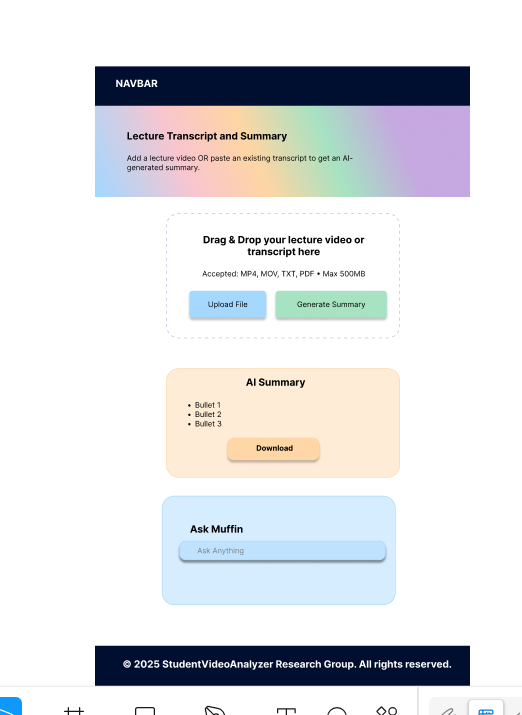 NAVBAR
Lecture Transcript and Summary
Add a lecture video OR paste an existing transcript to get an AI-
generated summary.
Drag & Drop your lecture video or
transcript here
Accepted: MP4, MOV, TXT, PDF • Max 500MB
Upload File
Generate Summary
AI Summary
• Bullet 1
• Bullet 2
• Bullet 3
Download
Ask Muffin
Ask Anything
© 2025 StudentVideoAnalyzer Research Group. All rights reserved.